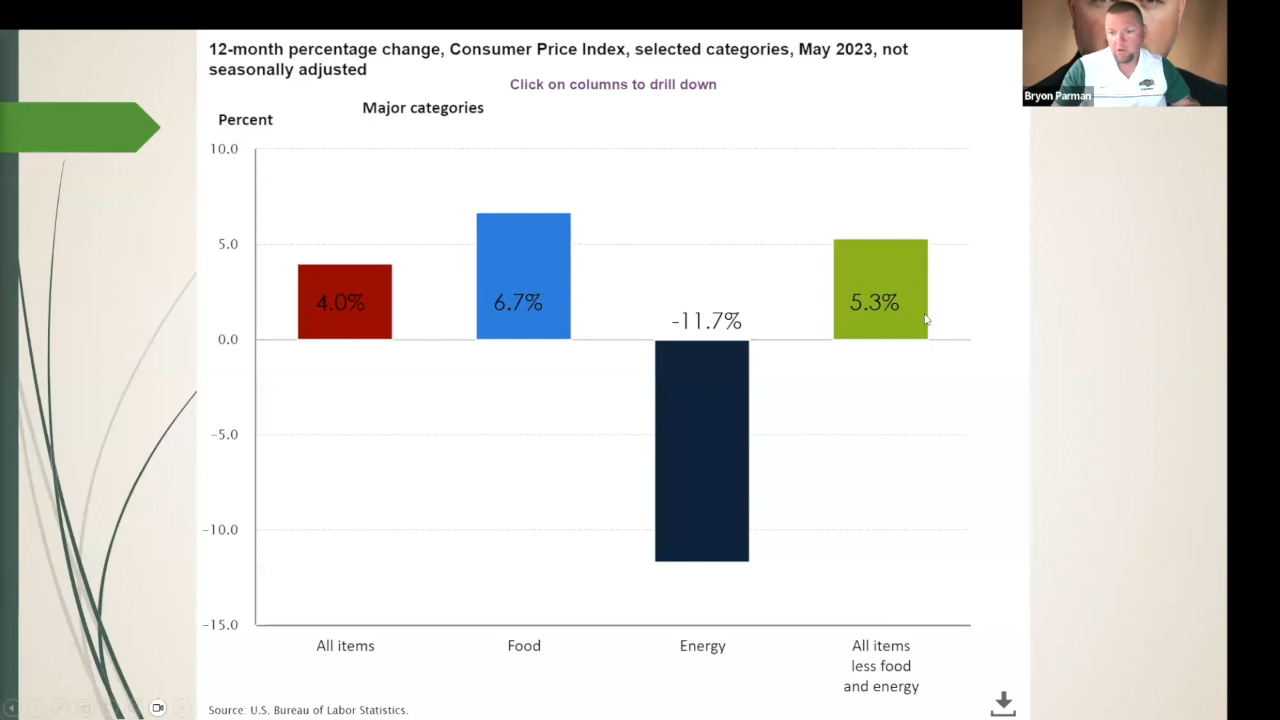 12-month percentage change, Consumer Price Index, selected categories, May 2023, not
seasonally adjusted
Click on columns to drill down
Major categories
Percent
10.0
5.0
0.0
−5.0
−10.0
−15.0
4.0%
6.7%
-11.7%
5.3%
All items
Food
Energy
All items
less food
and energy
Source: U.S. Bureau of Labor Statistics.
Bryon Parman